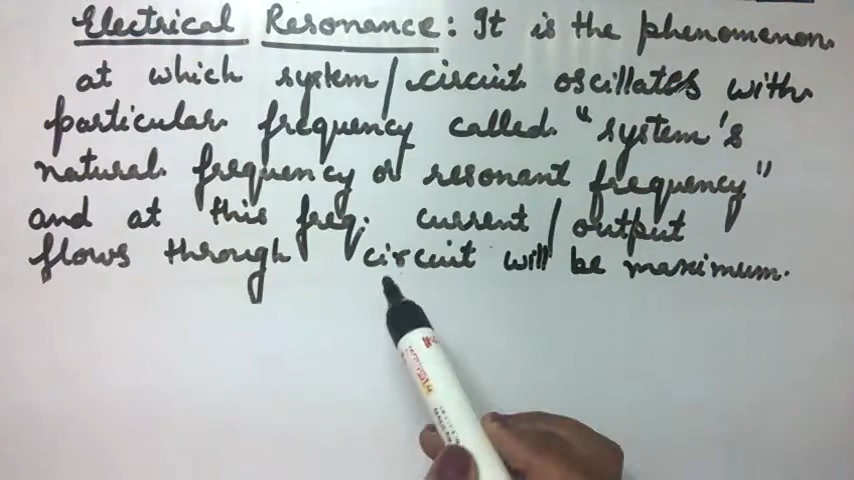 Electrical Resonance: It is the phenomenon
at which system/circuit oscillates with
particular frequency called "system's
natural frequency or resonant frequency"
and at this freq. current/output
flows through circuit will be maximum.